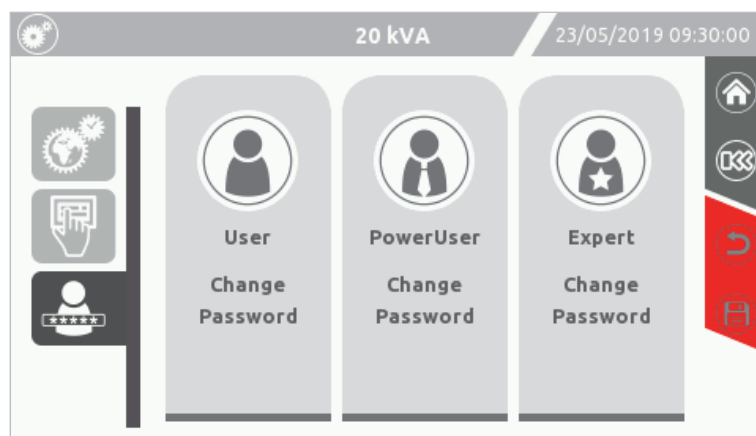 20 kVA
23/05/2019 09:30:00
User
PowerUser
Expert
Change
Password
Change
Password
Change
Password
*****